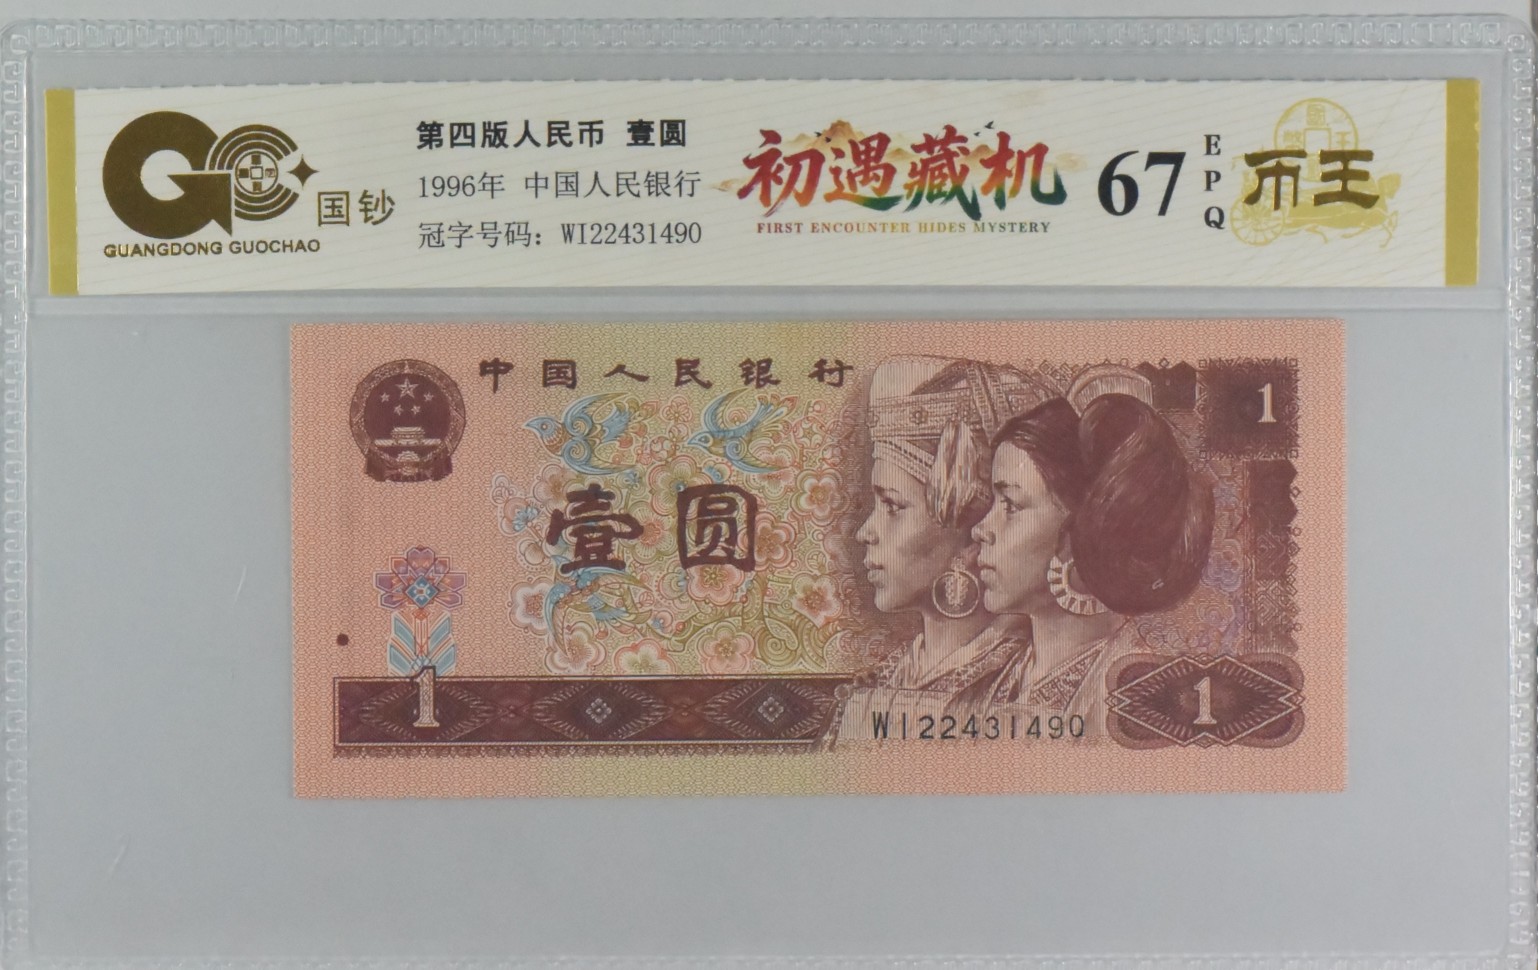 国钞
GUANGDONG GUOCHAO
第四版人民币 壹圆
1996年 中国人民银行
冠字号码：WI22431490
初遇藏机
FIRST ENCOUNTER HIDES MYSTERY
67
EPQ
币王
中国人民银行
1
壹圆
1
WI22431490
1